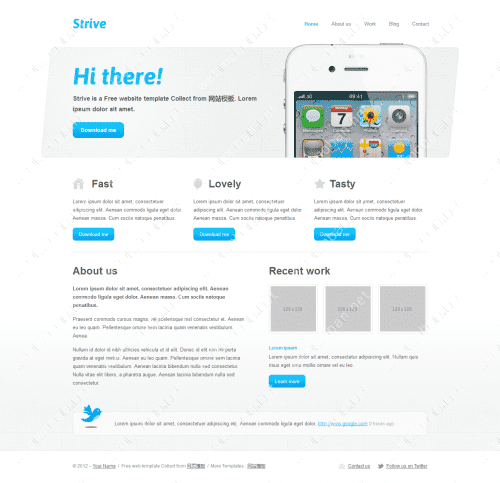 Strive
Home About us Work Blog Contact
Hi there!
Strive is a Free website template Collect from 网站模板. Lorem
ipsum dolor sit amet.
Download me
09:41
7
Fast
Lorem ipsum dolor sit amet, consectetuer
adipiscing elit. Aenean commodo ligula eget dolor.
Aenean massa. Cum sociis natoque penatibus.
Download me
Lovely
Lorem ipsum dolor sit amet, consectetuer
adipiscing elit. Aenean commodo ligula eget dolor.
Aenean massa. Cum sociis natoque penatibus.
Download me
Tasty
Lorem ipsum dolor sit amet, consectetuer
adipiscing elit. Aenean commodo ligula eget dolor.
Aenean massa. Cum sociis natoque penatibus.
Download me
About us
Lorem ipsum dolor sit amet, consectetuer adipiscing elit. Aenean
commodo ligula eget dolor. Aenean massa. Cum sociis natoque
penatibus.
Praesent commodo cursus magna, vel scelerisque nisl consectetur et. Cras
eu leo quam. Pellentesque ornare sem lacinia quam venenatis vestibulum.
Aenea
Nullam id dolor id nibh ultricies vehicula ut id elit. Donec id elit non mi porta
gravida at eget metus. Aenean eu leo quam. Pellentesque ornare sem lacinia
quam venenatis vestibulum. Aenean lacinia bibendum nulla sed consectetur.
Nulla vitae elit libero, a pharetra augue. Aenean lacinia bibendum nulla sed
consectetur
Recent work
120 x 120 120 x 120 120 x 120
Lorem ipsum
Lorem ipsum dolor sit amet, consectetuer adipiscing elit. Nullam quis
risus eget urna mollis ornare vel eu leo.
Learn more
Lorem ipsum dolor sit amet, consectetuer adipiscing elit. Aenean commodo ligula eget dolor. http://www.google.com 2 hours ago
© 2012 – Your Name / Free web template Collect from / More Templates
Contact us Follow us on Twitter